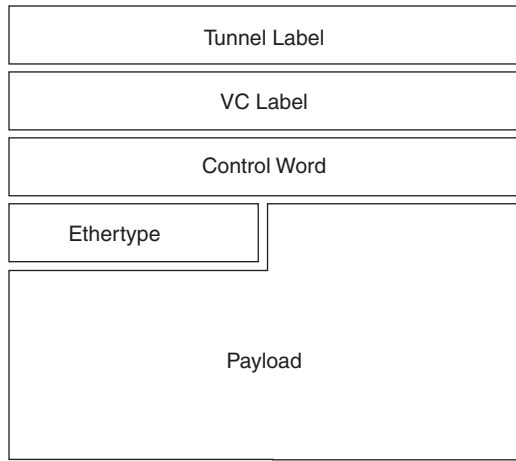 Tunnel Label
VC Label
Control Word
Ethertype
Payload